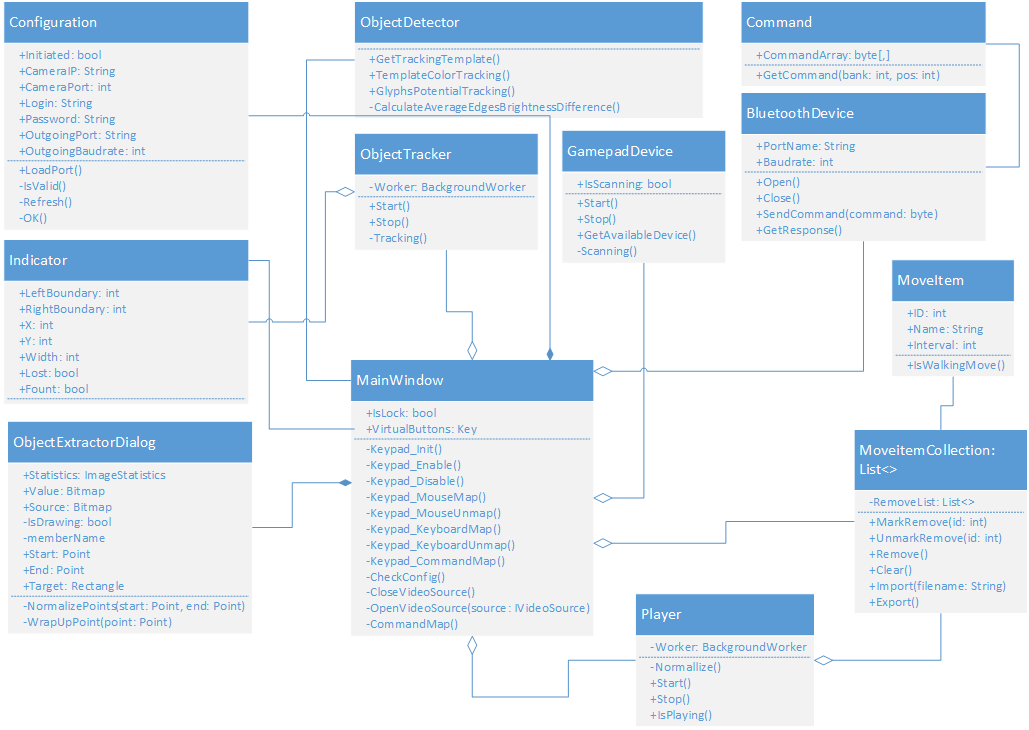 Configuration
+Initiated: bool
+CameraIP: String
+CameraPort: int
+Login: String
+Password: String
+OutgoingPort: String
+OutgoingBaudrate: int
+LoadPort()
-IsValid()
-Refresh()
-OK()
ObjectDetector
+GetTrackingTemplate()
+TemplateColorTracking()
+GlyphsPotentialTracking()
-CalculateAverageEdgesBrightnessDifference()
Command
+CommandArray: byte[,]
+GetCommand(bank: int, pos: int)
BluetoothDevice
+PortName: String
+Baudrate: int
+Open()
+Close()
+SendCommand(command: byte)
+GetResponse()
ObjectTracker
-Worker: BackgroundWorker
+Start()
+Stop()
-Tracking()
GamepadDevice
+IsScanning: bool
+Start()
+Stop()
+GetAvailableDevice()
-Scanning()
Indicator
+LeftBoundary: int
+RightBoundary: int
+X: int
+Y: int
+Width: int
+Lost: bool
+Fount: bool
MoveItem
+ID: int
+Name: String
+Interval: int
+IsWalkingMove()
MainWindow
+IsLock: bool
+VirtualButtons: Key
-Keypad_Init()
-Keypad_Enable()
-Keypad_Disable()
-Keypad_MouseMap()
-Keypad_MouseUnmap()
-Keypad_KeyboardMap()
-Keypad_KeyboardUnmap()
-Keypad_CommandMap()
-CheckConfig()
-CloseVideoSource()
-OpenVideoSource(source: IVideoSource)
-CommandMap()
ObjectExtractorDialog
+Statistics: ImageStatistics
+Value: Bitmap
+Source: Bitmap
-IsDrawing: bool
-memberName
+Start: Point
+End: Point
+Target: Rectangle
-NormalizePoints(start: Point, end: Point)
-WrapUpPoint(point: Point)
MoveitemCollection:
List<>
-RemoveList: List<>
+MarkRemove(id: int)
+UnmarkRemove(id: int)
+Remove()
+Clear()
+Import(filename: String)
+Export()
Player
-Worker: BackgroundWorker
-Normallize()
+Start()
+Stop()
+IsPlaying()